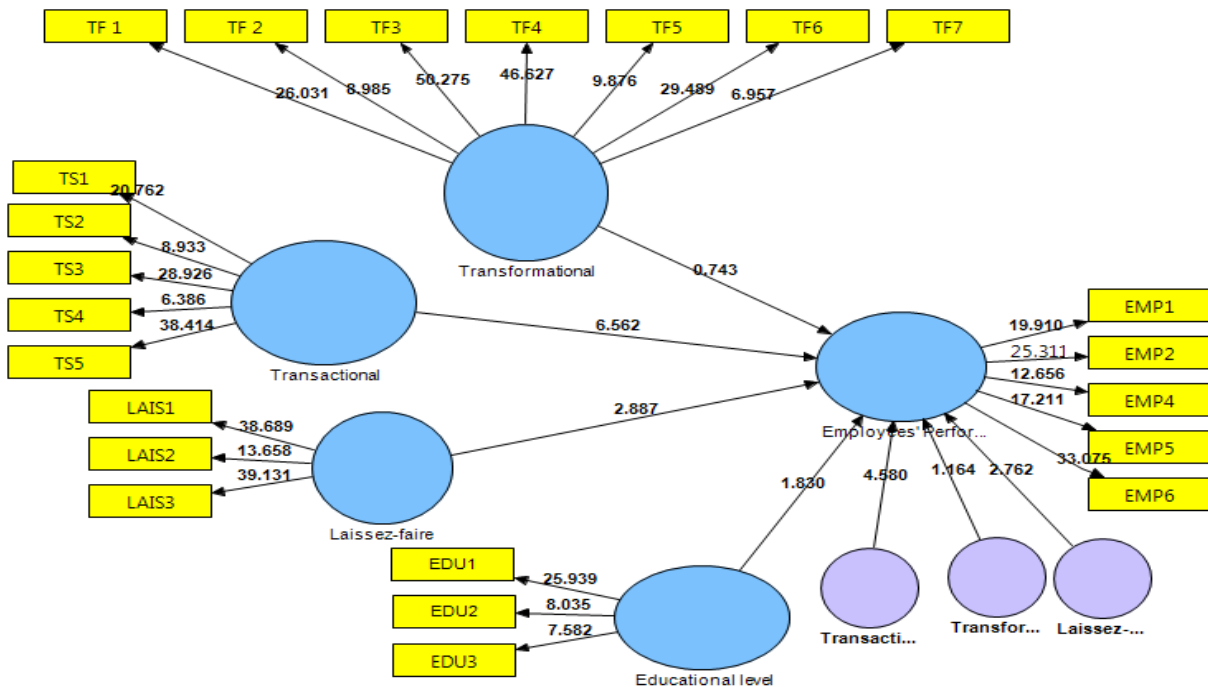 TF 1
TF 2
TF3
TF4
TF5
TF6
TF7
26.031
8.985
50.275
46.627
9.876
29.489
6.957
Transformational
TS1
TS2
TS3
TS4
TS5
20.762
8.933
28.926
6.386
38.414
Transactional
0.743
6.562
2.887
1.830
4.580
1.164
2.762
LAIS1
LAIS2
LAIS3
38.689
13.658
39.131
Laissez-faire
EMP1
EMP2
EMP4
EMP5
EMP6
19.910
25.311
12.656
17.211
33.075
Employees' Perfor...
EDU1
EDU2
EDU3
25.939
8.035
7.582
Educational level
Transacti...
Transfor...
Laissez-...